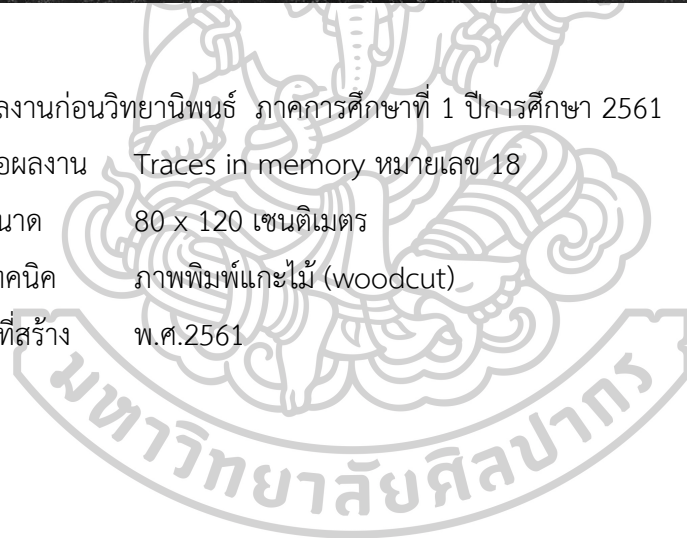 ลงานก่อนวิทยานิพนธ์ ภาคการศึกษาที่ 1 ปีการศึกษา 2561
อผลงาน Traces in memory หมายเลข 18
นาด 80 x 120 เซนติเมตร
ทคนิค ภาพพิมพ์แกะไม้ (woodcut)
ที่สร้าง พ.ศ.2561
มหาวิทยาลัยศิลปากร